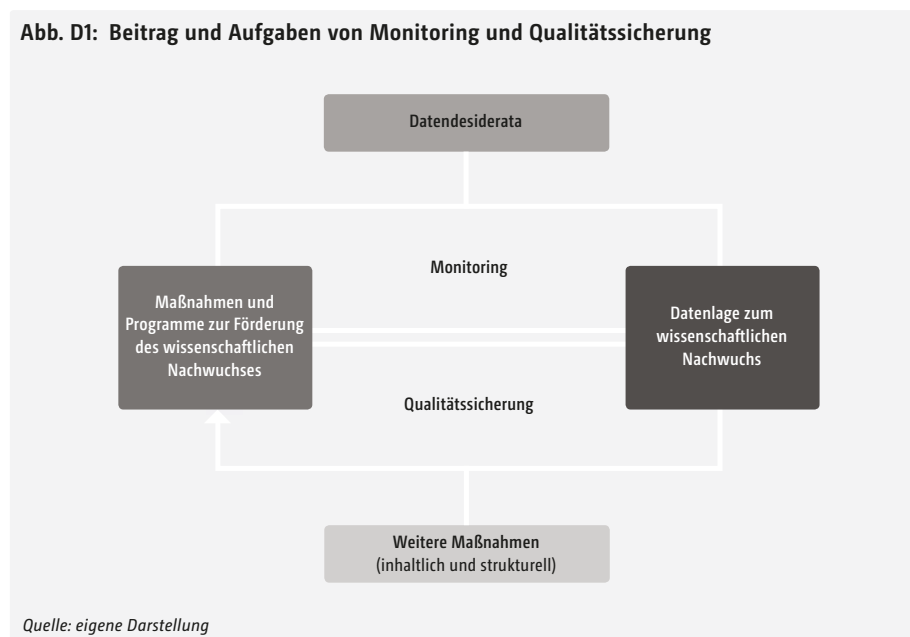 Abb. D1: Beitrag und Aufgaben von Monitoring und Qualitätssicherung
Datendesiderata
Monitoring
Maßnahmen und
Programme zur Förderung
des wissenschaftlichen
Nachwuchses
Datenlage zum
wissenschaftlichen
Nachwuchs
Qualitätssicherung
Weitere Maßnahmen
(inhaltlich und strukturell)
Quelle: eigene Darstellung